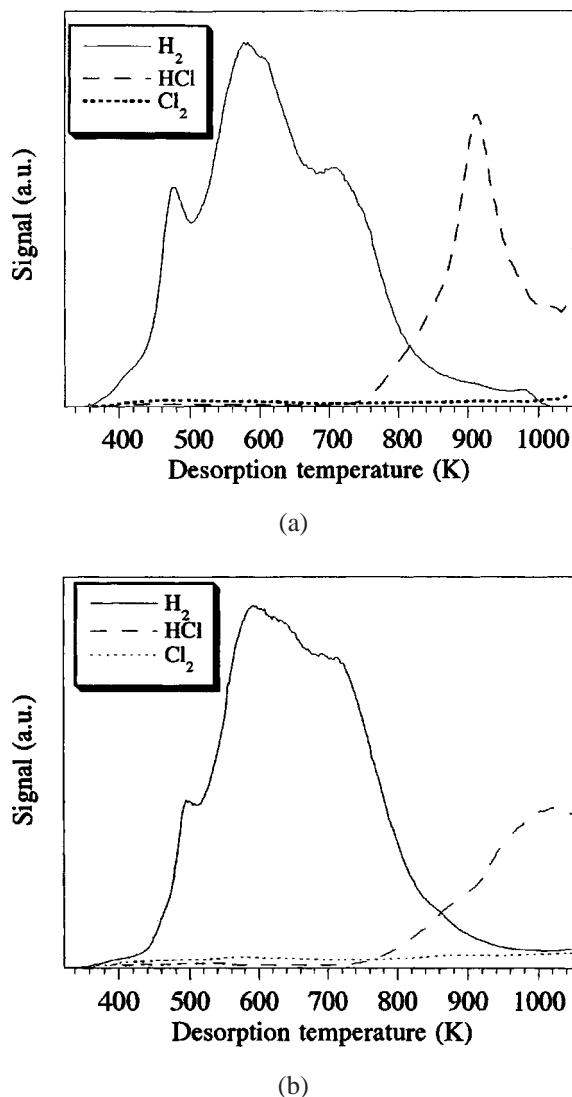 H₂
HCl
Cl₂
Signal (a.u.)
400 500 600 700 800 900 1000
Desorption temperature (K)
(a)
H₂
HCl
Cl₂
Signal (a.u.)
400 500 600 700 800 900 1000
Desorption temperature (K)
(b)